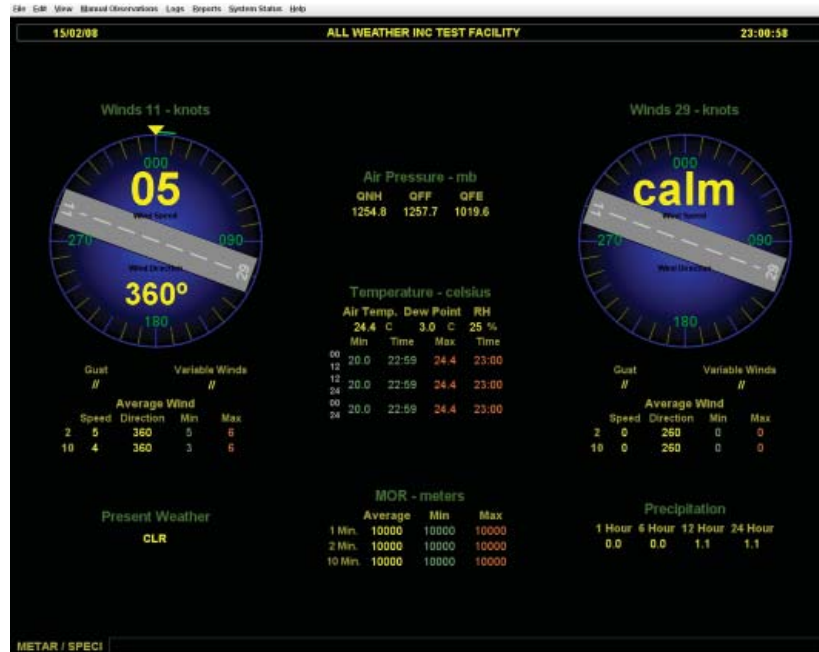 File Edit View Manual Observations Logs Reports System Status Help
15/02/08 ALL WEATHER INC TEST FACILITY 23:00:58
Winds 11 - knots
000
05
11
Wind Speed
270 090
Wind Direction
29
360º
180
Gust Variable Winds
// //
Average Wind
Speed Direction Min Max
2 5 360 5 6
10 4 360 3 6
Present Weather
CLR
Air Pressure - mb
QNH QFF QFE
1254.8 1257.7 1019.6
Temperature - celsius
Air Temp. Dew Point RH
24.4 C 3.0 C 25 %
Min Time Max Time
00 12 20.0 22:59 24.4 23:00
12 24 20.0 22:59 24.4 23:00
00 24 20.0 22:59 24.4 23:00
MOR - meters
Average Min Max
1 Min. 10000 10000 10000
2 Min. 10000 10000 10000
10 Min. 10000 10000 10000
Winds 29 - knots
000
calm
11
Wind Speed
270 090
Wind Direction
29
180
Gust Variable Winds
// //
Average Wind
Speed Direction Min Max
2 0 260 0 0
10 0 260 0 0
Precipitation
1 Hour 6 Hour 12 Hour 24 Hour
0.0 0.0 1.1 1.1
METAR / SPECI